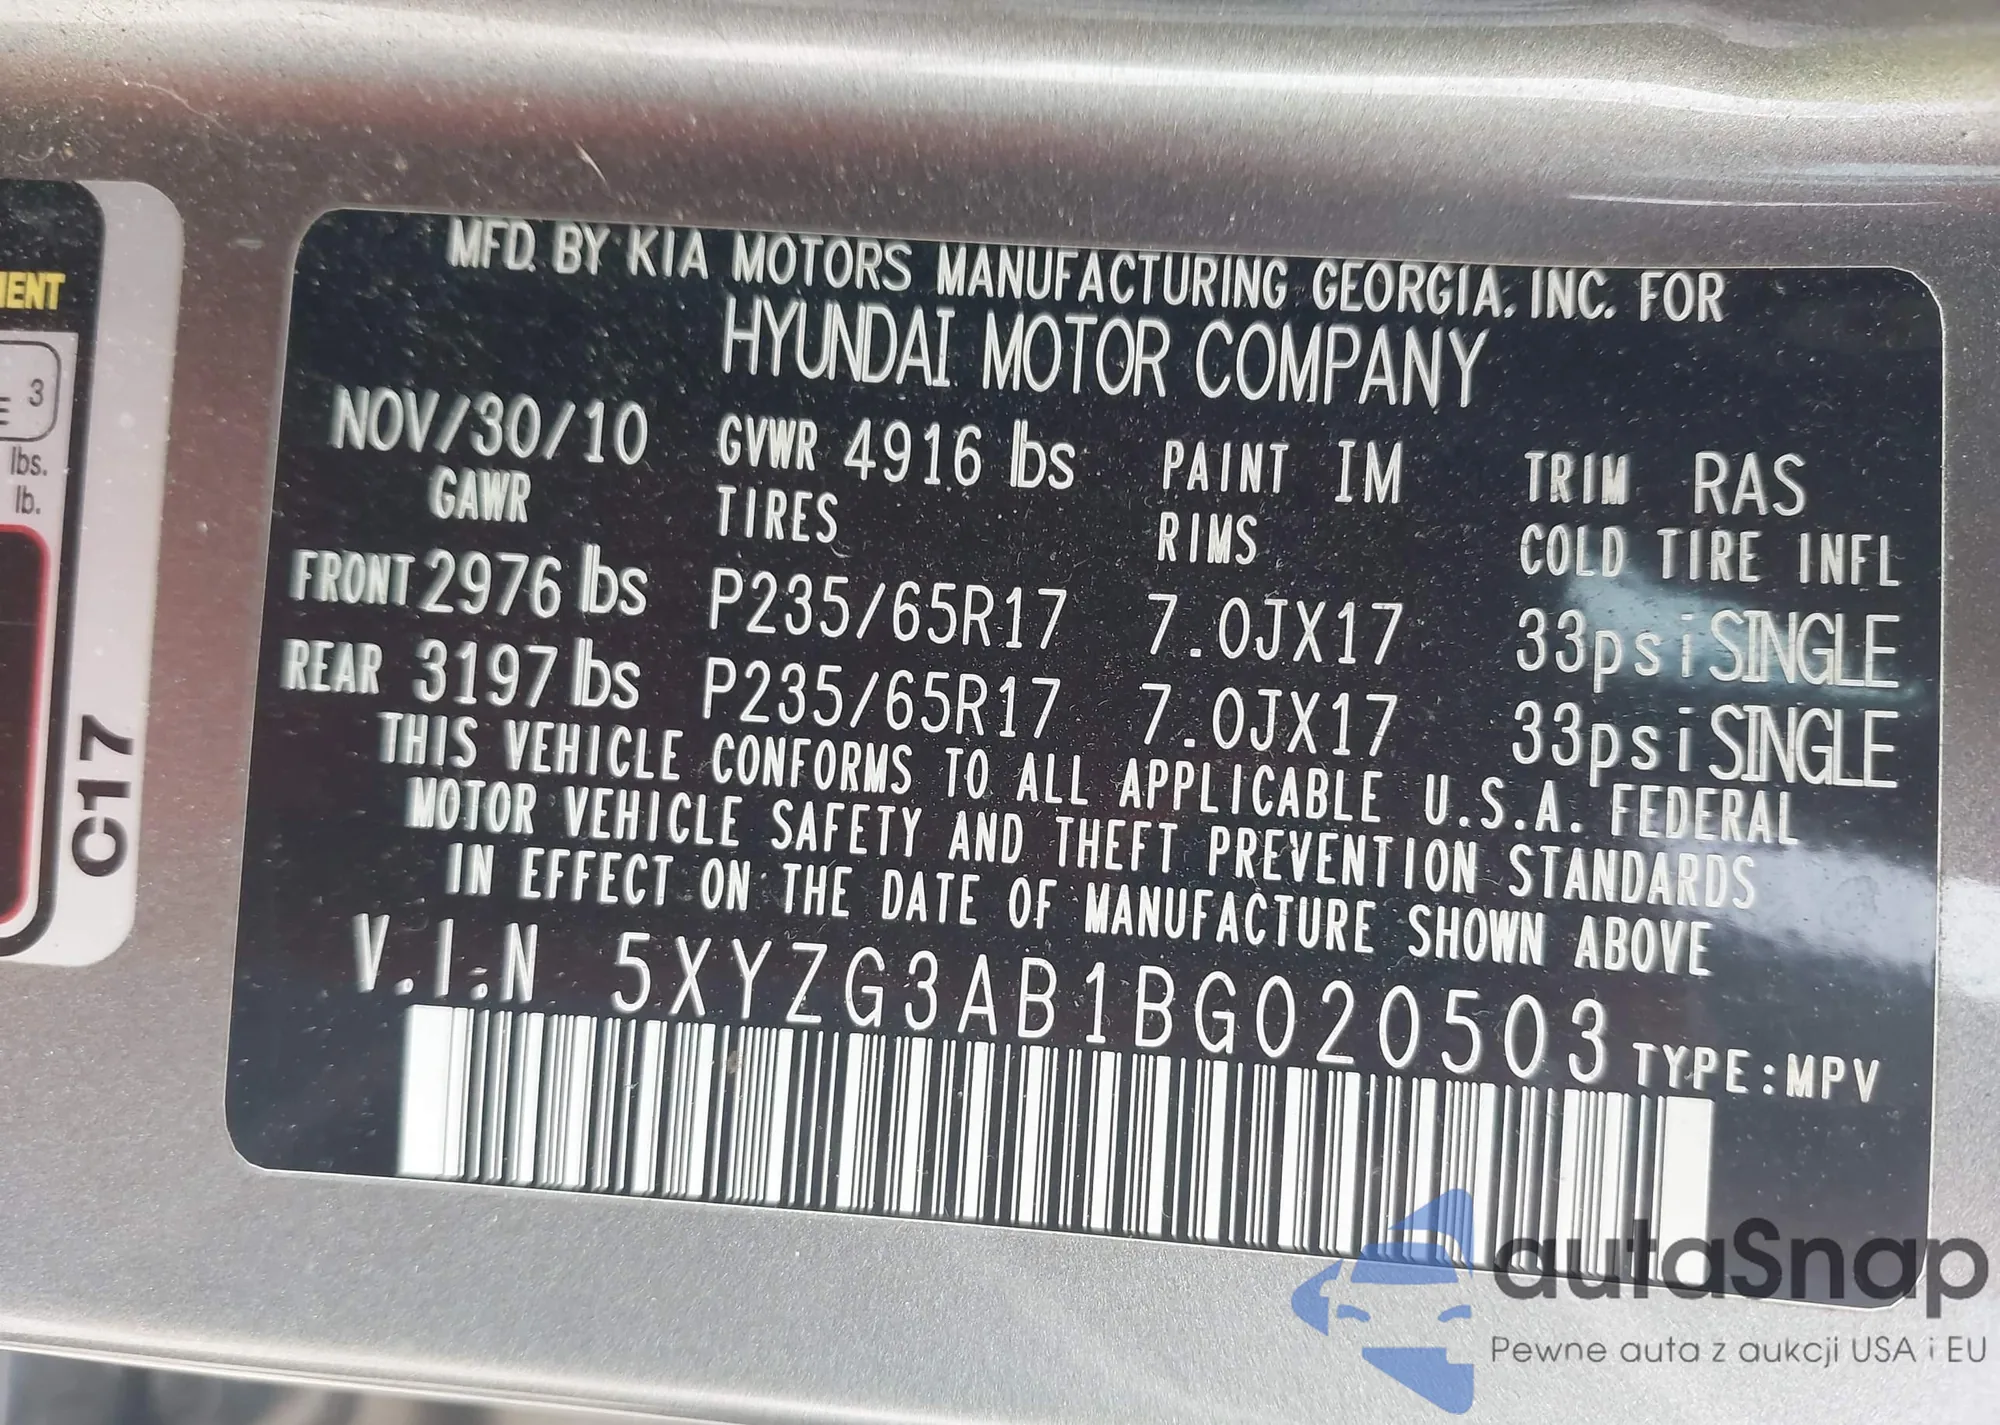 MFD. BY KIA MOTORS MANUFACTURING GEORGIA, INC. FOR
HYUNDAI MOTOR COMPANY
NOV/30/10 GVWR 4916 lbs PAINT IM TRIM RAS
GAWR TIRES RIMS COLD TIRE INFL
FRONT 2976 lbs P235/65R17 7.0JX17 33psi SINGLE
REAR 3197 lbs P235/65R17 7.0JX17 33psi SINGLE
THIS VEHICLE CONFORMS TO ALL APPLICABLE U.S.A. FEDERAL
MOTOR VEHICLE SAFETY AND THEFT PREVENTION STANDARDS
IN EFFECT ON THE DATE OF MANUFACTURE SHOWN ABOVE
V.I.N 5XYZG3AB1BG020503 TYPE:MPV
3
lbs.
lb.
C17
autaSnap
Pewne auta z aukcji USA i EU